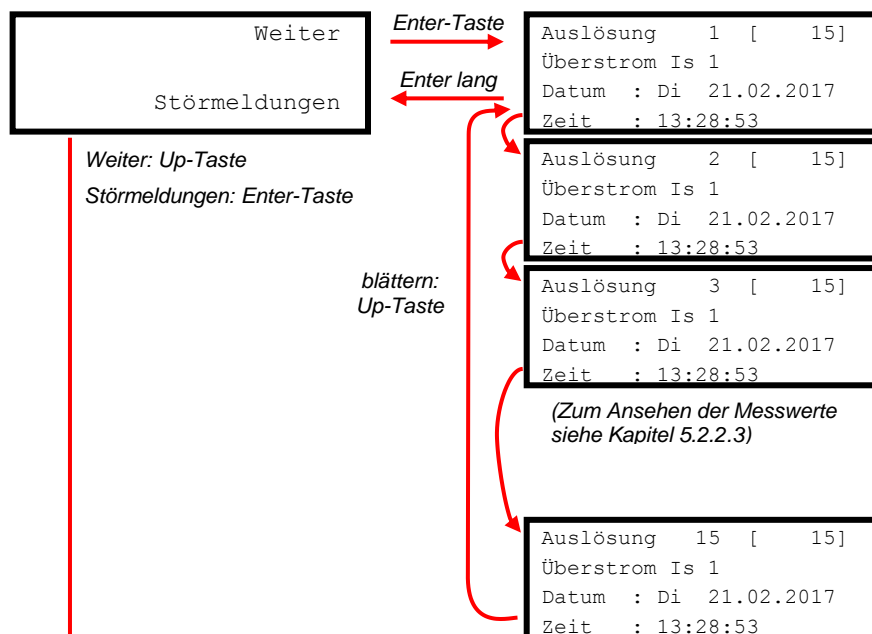 Weiter
Störmeldungen
Enter-Taste
Enter lang
Weiter: Up-Taste
Störmeldungen: Enter-Taste
Auslösung 1 [ 15]
Überstrom Is 1
Datum : Di 21.02.2017
Zeit : 13:28:53
Auslösung 2 [ 15]
Überstrom Is 1
Datum : Di 21.02.2017
Zeit : 13:28:53
blättern:
Up-Taste
Auslösung 3 [ 15]
Überstrom Is 1
Datum : Di 21.02.2017
Zeit : 13:28:53
(Zum Ansehen der Messwerte
siehe Kapitel 5.2.2.3)
Auslösung 15 [ 15]
Überstrom Is 1
Datum : Di 21.02.2017
Zeit : 13:28:53